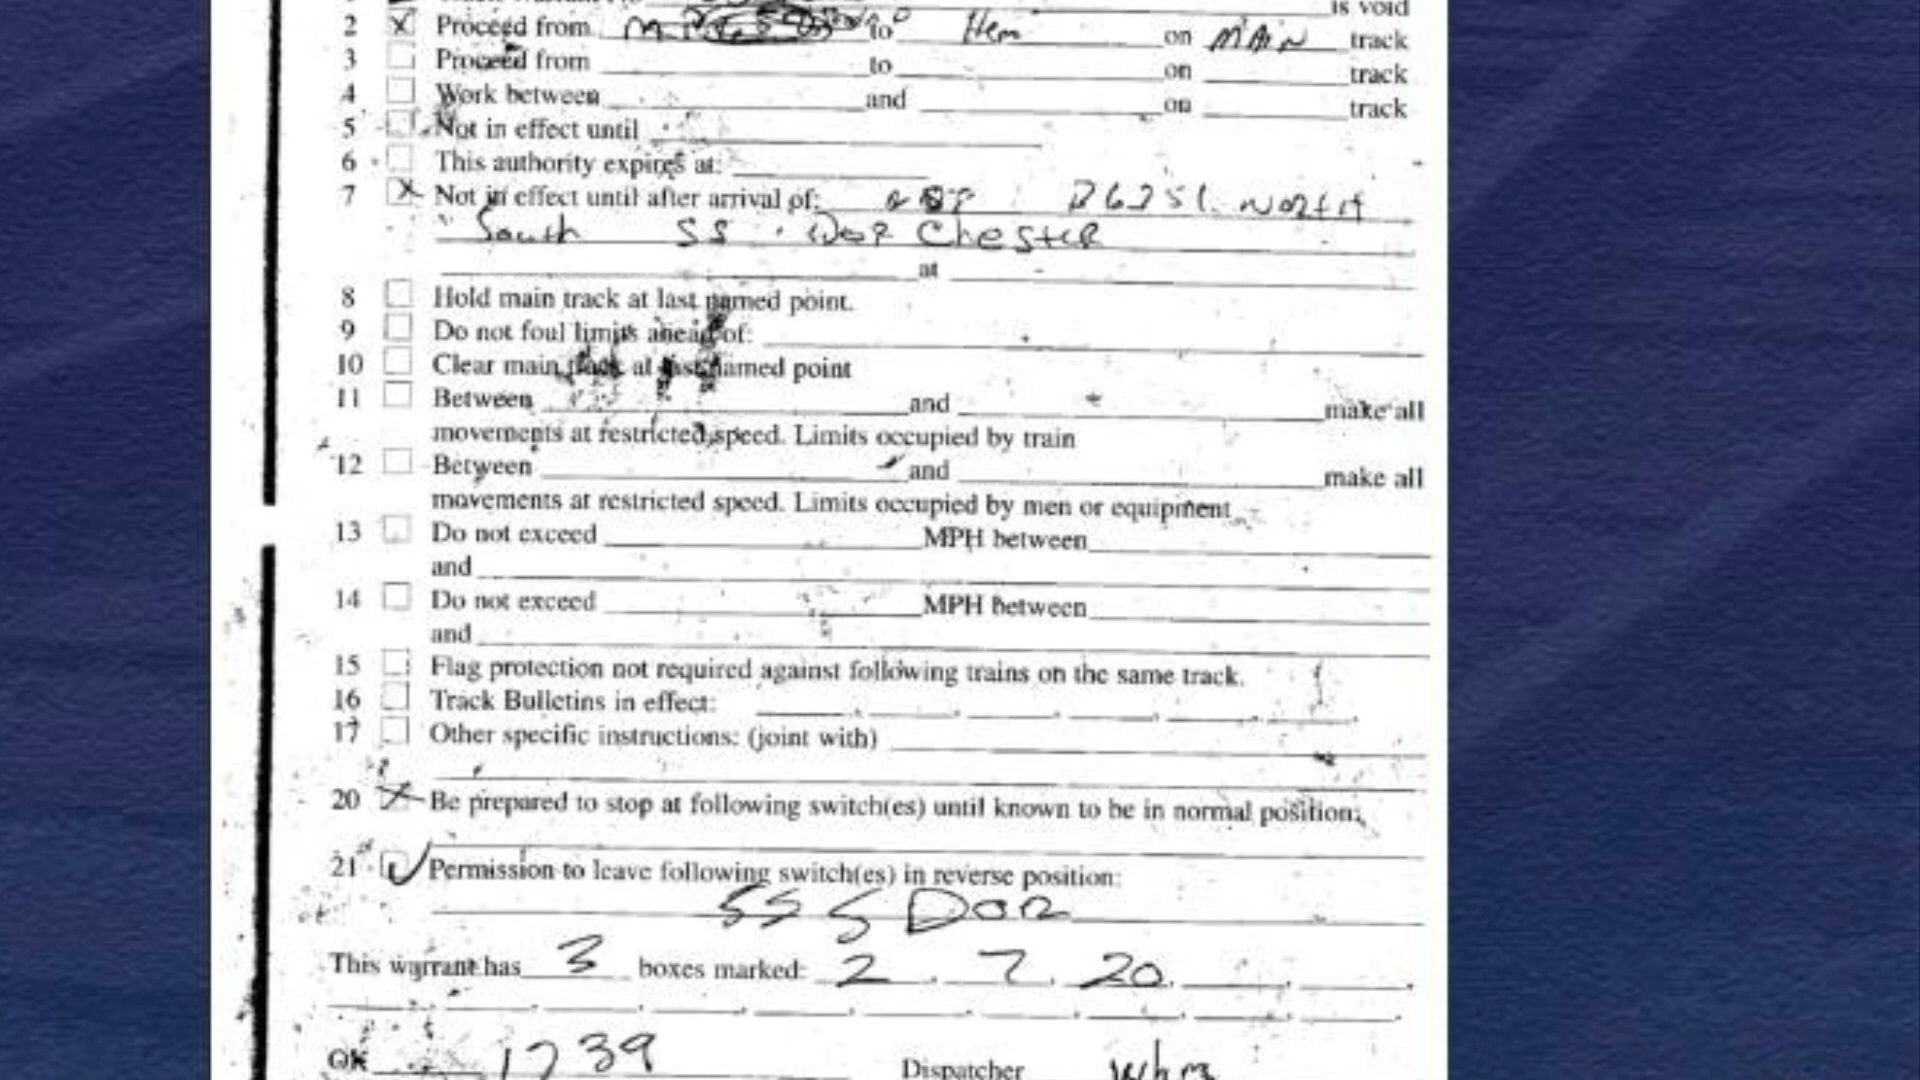 is void
2 X Proceed from to Hem on MAIN track
3 Proceed from to on track
4 Work between and on track
5 Not in effect until
6 This authority expires at:
7 X Not in effect until after arrival of: North
South SS Dor Chester
at
8 Hold main track at last named point.
9 Do not foul limits ahead of:
10 Clear main track at last named point
11 Between and make all
movements at restricted speed. Limits occupied by train
12 Between and make all
movements at restricted speed. Limits occupied by men or equipment
13 Do not exceed MPH between
and
14 Do not exceed MPH between
and
15 Flag protection not required against following trains on the same track.
16 Track Bulletins in effect:
17 Other specific instructions: (joint with)
20 X Be prepared to stop at following switch(es) until known to be in normal position:
21 Permission to leave following switch(es) in reverse position:
SS S Dor
This warrant has 3 boxes marked: 2 7 20
OK 1739 Dispatcher